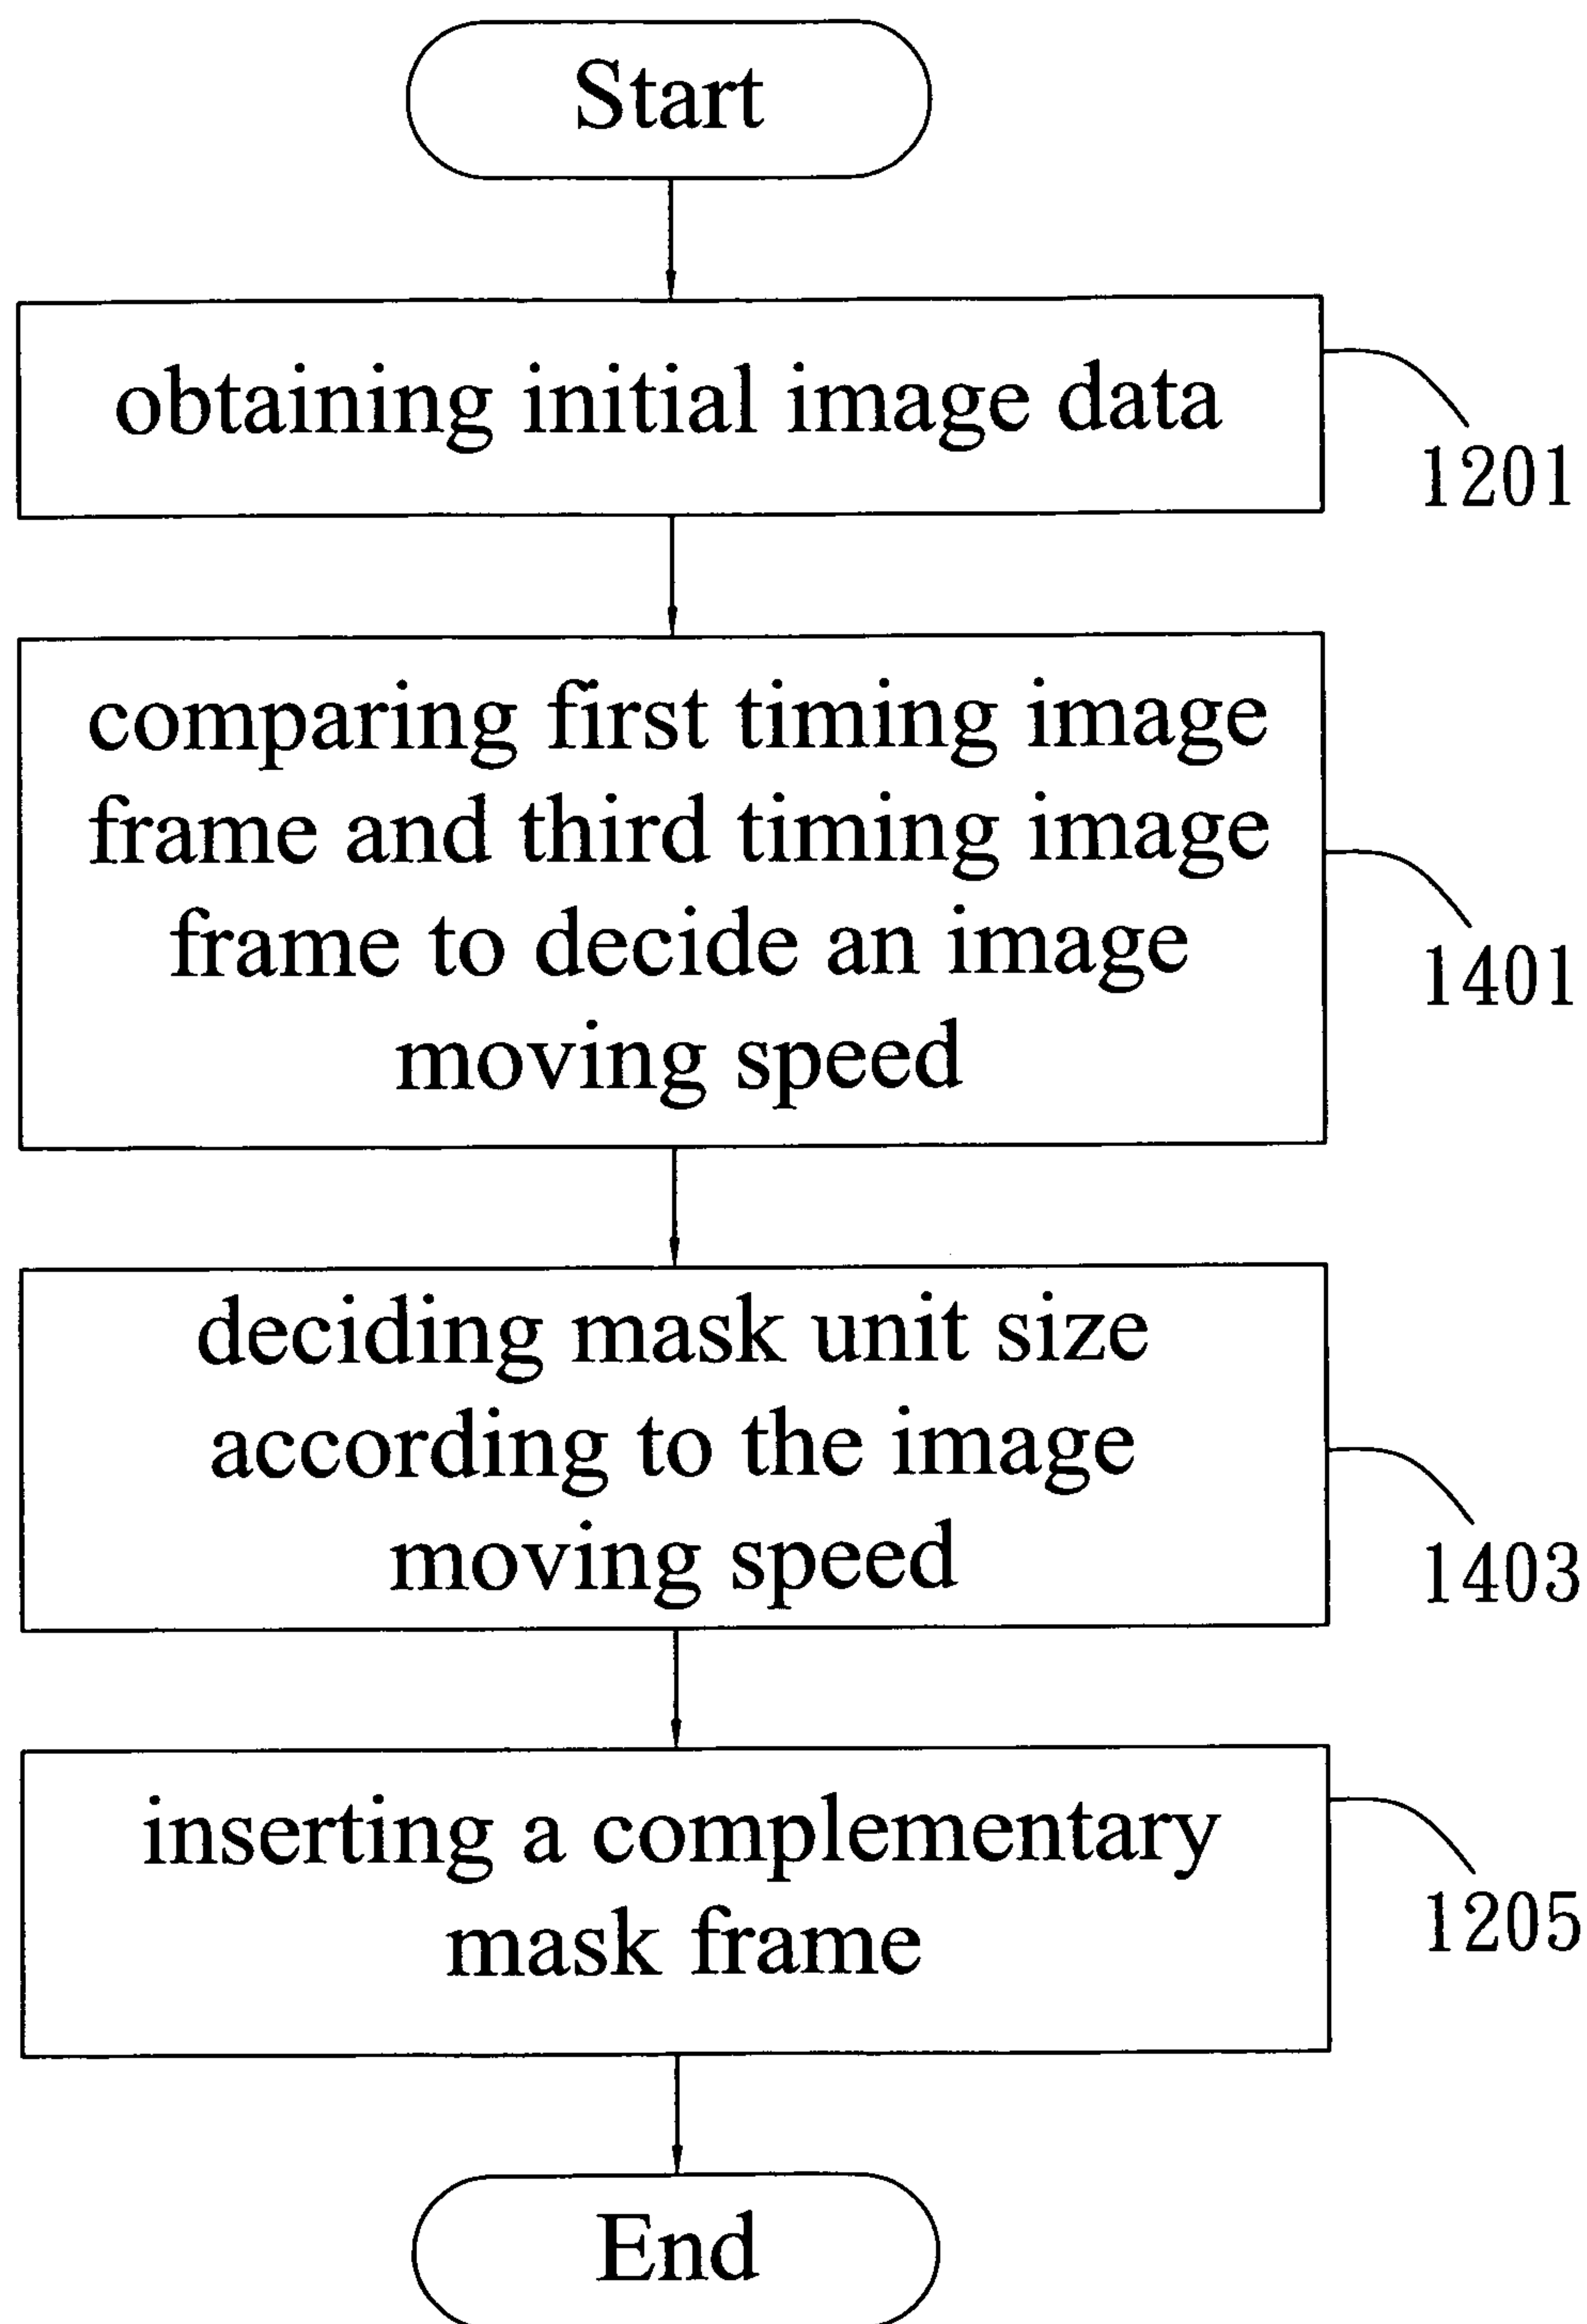 Start
obtaining initial image data
1201
comparing first timing image
frame and third timing image
frame to decide an image
moving speed
1401
deciding mask unit size
according to the image
moving speed
1403
inserting a complementary
mask frame
1205
End